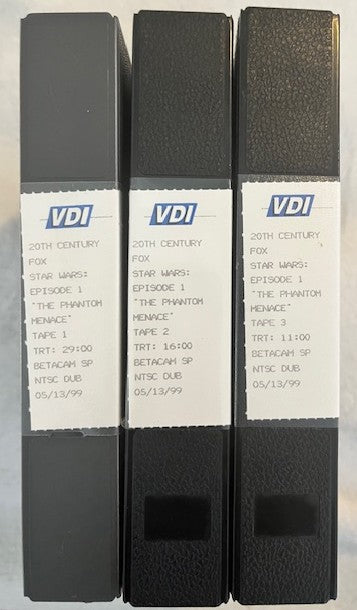 VDI
20TH CENTURY
FOX
STAR WARS:
EPISODE 1
"THE PHANTOM
MENACE"
TAPE 1
TRT: 29:00
BETACAM SP
NTSC DUB
05/13/99
VDI
20TH CENTURY
FOX
STAR WARS:
EPISODE 1
"THE PHANTOM
MENACE"
TAPE 2
TRT: 16:00
BETACAM SP
NTSC DUB
05/13/99
VDI
20TH CENTURY
FOX
STAR WARS:
EPISODE 1
"THE PHANTOM
MENACE"
TAPE 3
TRT: 11:00
BETACAM SP
NTSC DUB
05/13/99